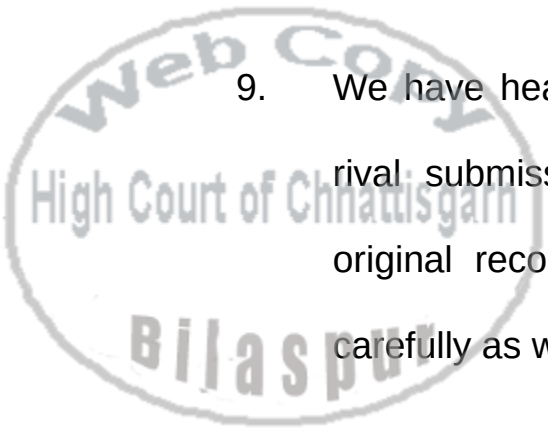 Web Copy
9. We have hea
rival submiss
High Court of Chhattisgarh
original reco
carefully as w
Bilaspur